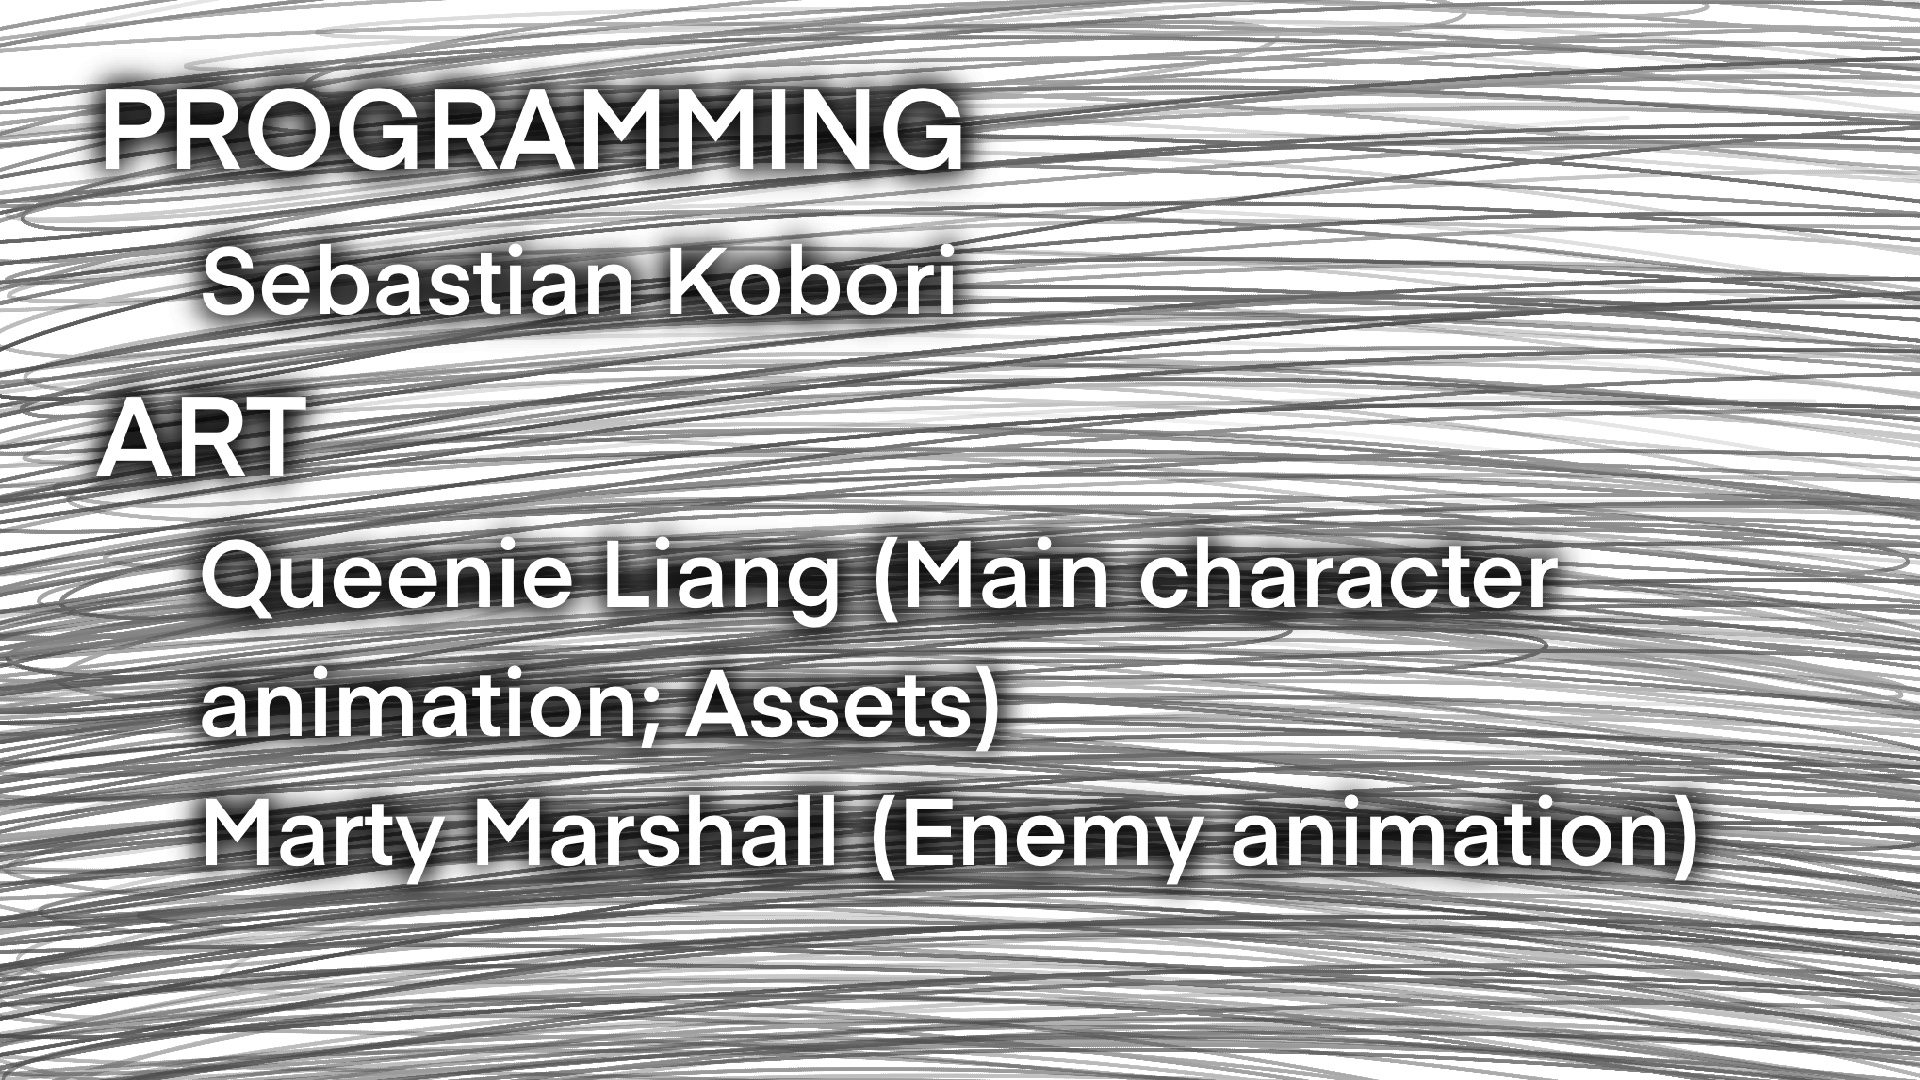 PROGRAMMING
Sebastian Kobori
ART
Queenie Liang (Main character
animation; Assets)
Marty Marshall (Enemy animation)